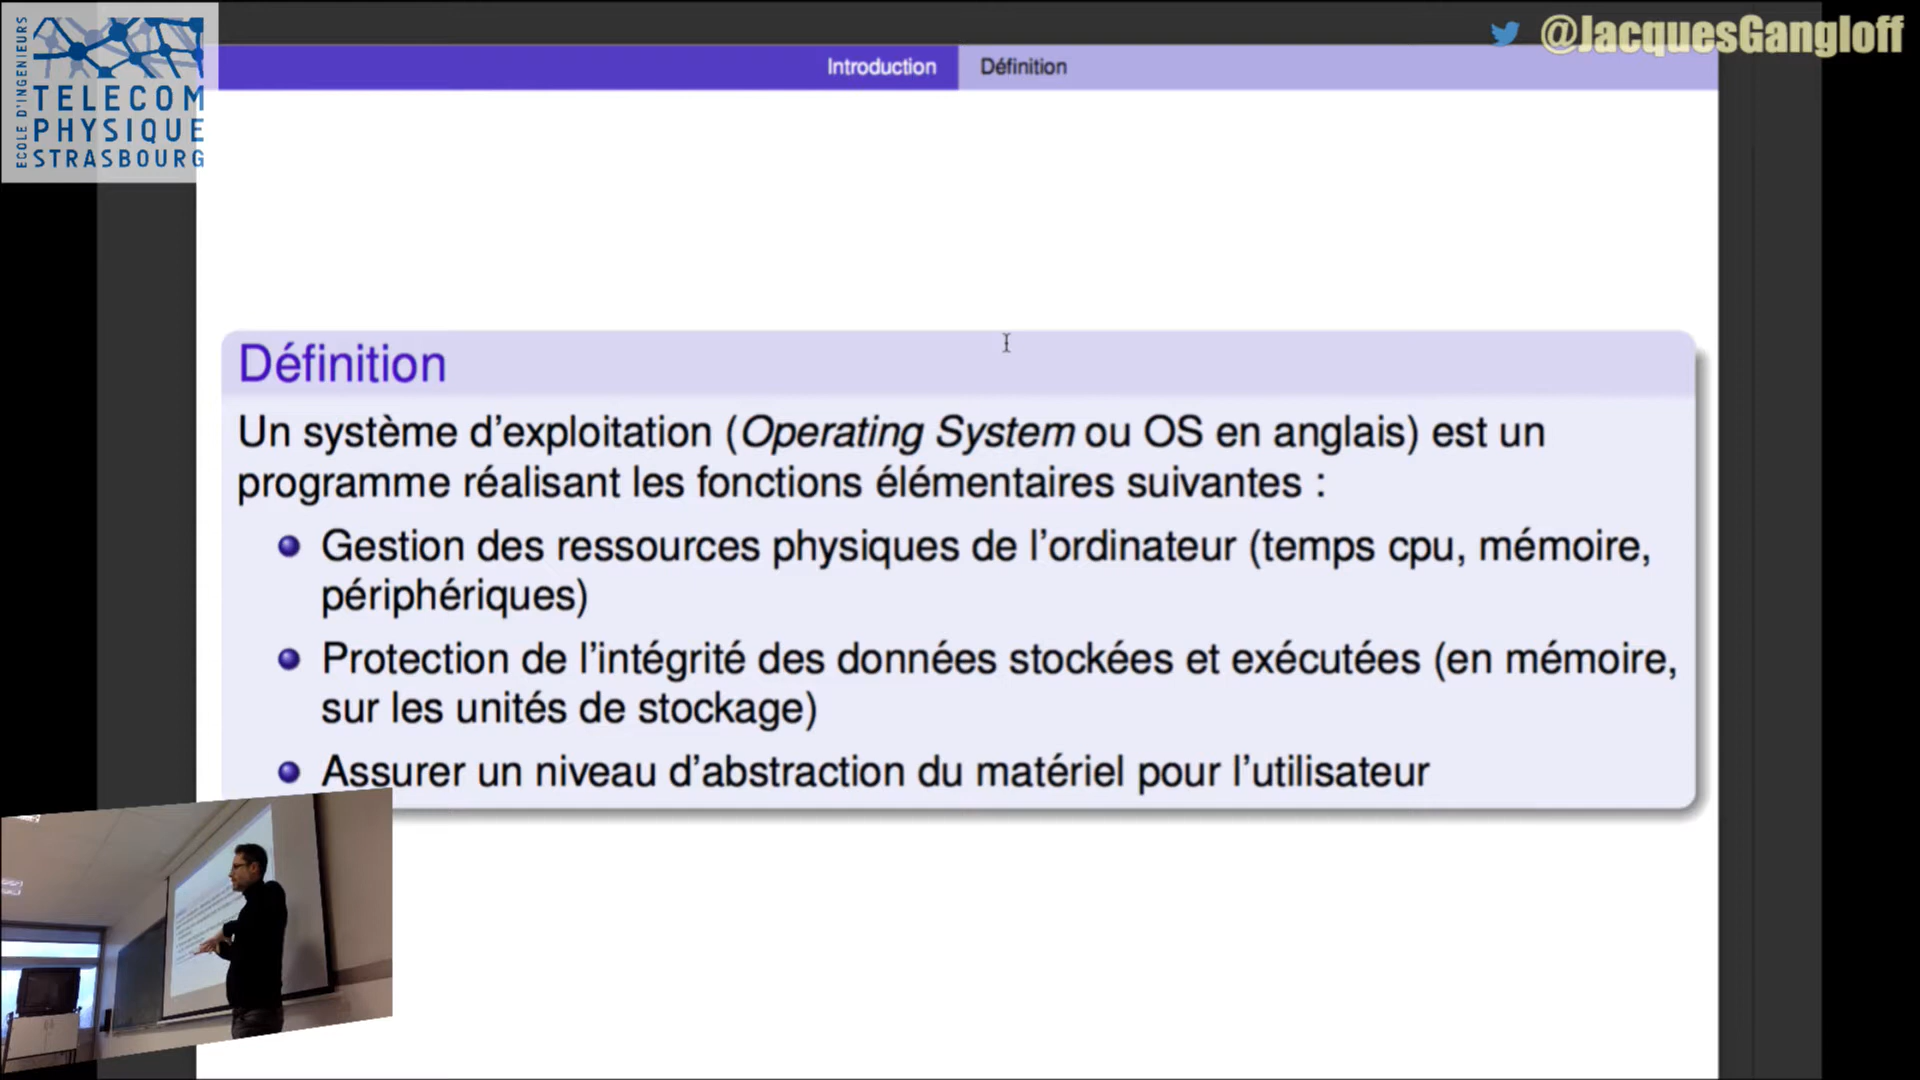 ECOLE D'INGENIEURS
TELECOM
PHYSIQUE
STRASBOURG
@JacquesGangloff
Introduction
Définition
Définition
Un système d'exploitation (Operating System ou OS en anglais) est un
programme réalisant les fonctions élémentaires suivantes :
Gestion des ressources physiques de l'ordinateur (temps cpu, mémoire,
périphériques)
Protection de l'intégrité des données stockées et exécutées (en mémoire,
sur les unités de stockage)
Assurer un niveau d'abstraction du matériel pour l'utilisateur